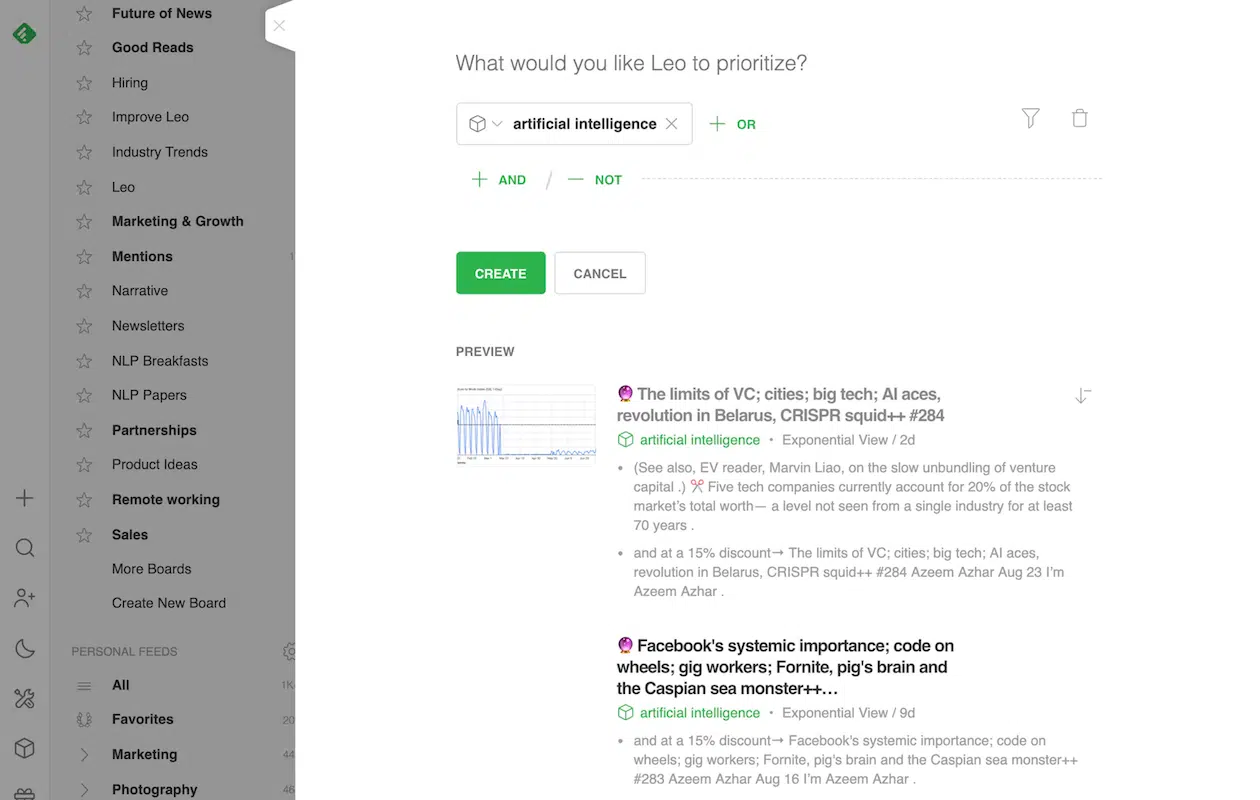 Future of News
Good Reads
Hiring
Improve Leo
Industry Trends
Leo
Marketing & Growth
Mentions
Narrative
Newsletters
NLP Breakfasts
NLP Papers
Partnerships
Product Ideas
Remote working
Sales
More Boards
Create New Board
PERSONAL FEEDS
All 1K
Favorites 20
Marketing 44
Photography 46
What would you like Leo to prioritize?
artificial intelligence
OR
AND / NOT
CREATE CANCEL
PREVIEW
The limits of VC; cities; big tech; AI aces,
revolution in Belarus, CRISPR squid++ #284
artificial intelligence • Exponential View / 2d
• (See also, EV reader, Marvin Liao, on the slow unbundling of venture
capital .) ✂️ Five tech companies currently account for 20% of the stock
market's total worth— a level not seen from a single industry for at least
70 years .
• and at a 15% discount→ The limits of VC; cities; big tech; AI aces,
revolution in Belarus, CRISPR squid++ #284 Azeem Azhar Aug 23 I'm
Azeem Azhar .
Facebook's systemic importance; code on
wheels; gig workers; Fornite, pig's brain and
the Caspian sea monster++…
artificial intelligence • Exponential View / 9d
• and at a 15% discount→ Facebook's systemic importance; code on
wheels; gig workers; Fornite, pig's brain and the Caspian sea monster++
#283 Azeem Azhar Aug 16 I'm Azeem Azhar .